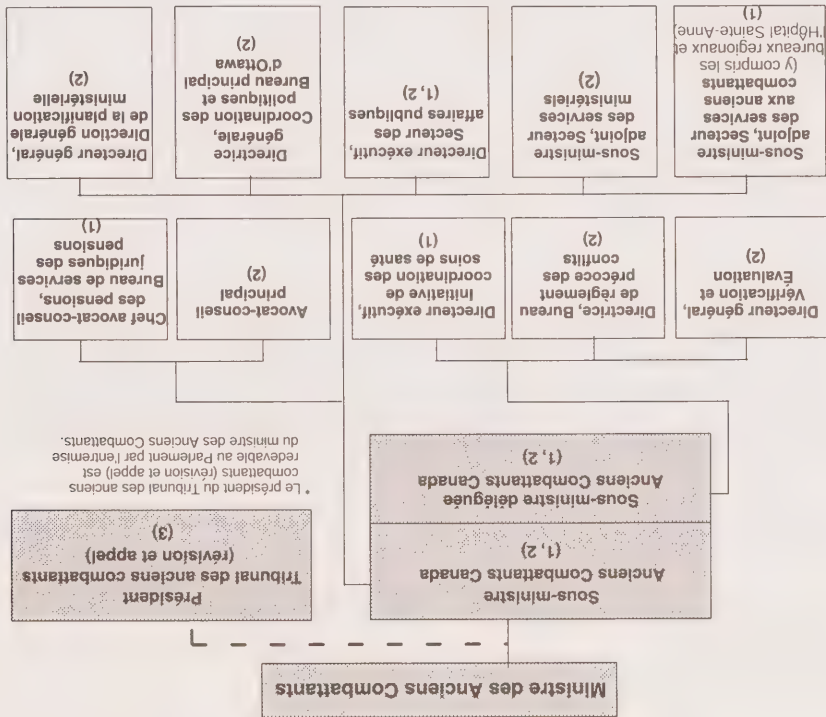 Ministre des Anciens Combattants
Sous-ministre
Anciens Combattants Canada
(1, 2)
Sous-ministre déléguée
Anciens Combattants Canada
(1, 2)
Président
Tribunal des anciens combattants
(révision et appel)
(3)
* Le président du Tribunal des anciens
combattants (révision et appel) est
redevable au Parlement par l'entremise
du ministre des Anciens Combattants.
Directeur général,
Vérification et
Évaluation
(2)
Directrice, Bureau
de règlement
précoce des
conflits
(2)
Directeur exécutif,
Initiative de
coordination des
soins de santé
(1)
Avocat-conseil
principal
(2)
Chef avocat-conseil
des pensions,
Bureau de services
juridiques des
pensions
(1)
Sous-ministre
adjoint, Secteur
des services
aux anciens
combattants
(y compris les
bureaux regionaux et
l'Hôpital Sainte-Anne)
(1)
Sous-ministre
adjoint, Secteur
des services
ministériels
(2)
Directeur exécutif,
Secteur des
affaires publiques
(1, 2)
Directrice
générale,
Coordination des
politiques et
Bureau principal
d'Ottawa
(2)
Directeur général,
Direction générale
de la planification
ministérielle
(2)